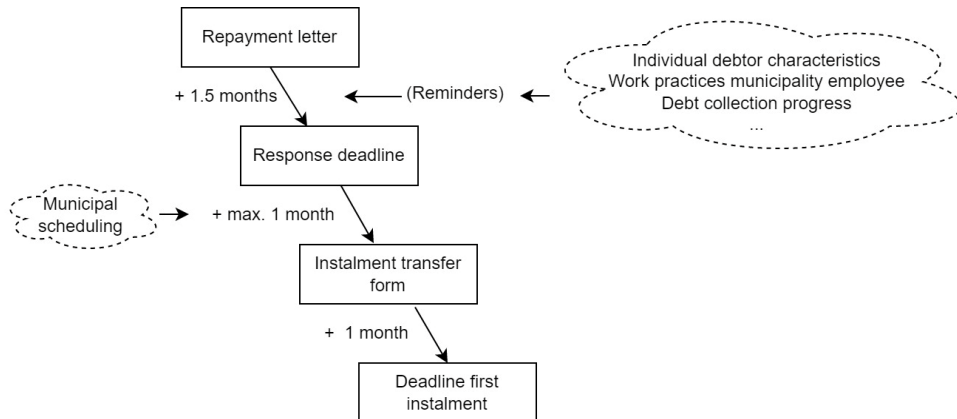 Repayment letter
Individual debtor characteristics
Work practices municipality employee
Debt collection progress
...
+ 1.5 months
(Reminders)
Response deadline
Municipal
scheduling
+ max. 1 month
Instalment transfer
form
+ 1 month
Deadline first
instalment